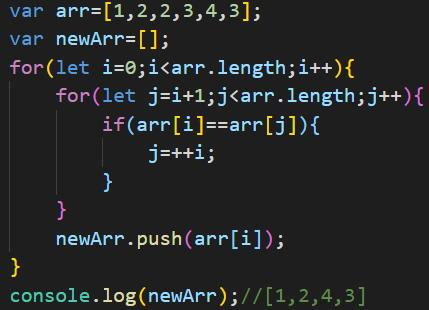 var arr=[1,2,2,3,4,3];
var newArr=[];
for(let i=0;i<arr.length;i++){
    for(let j=i+1;j<arr.length;j++){
        if(arr[i]==arr[j]){
            j=++i;
        }
    }
    newArr.push(arr[i]);
}
console.log(newArr);//[1,2,4,3]